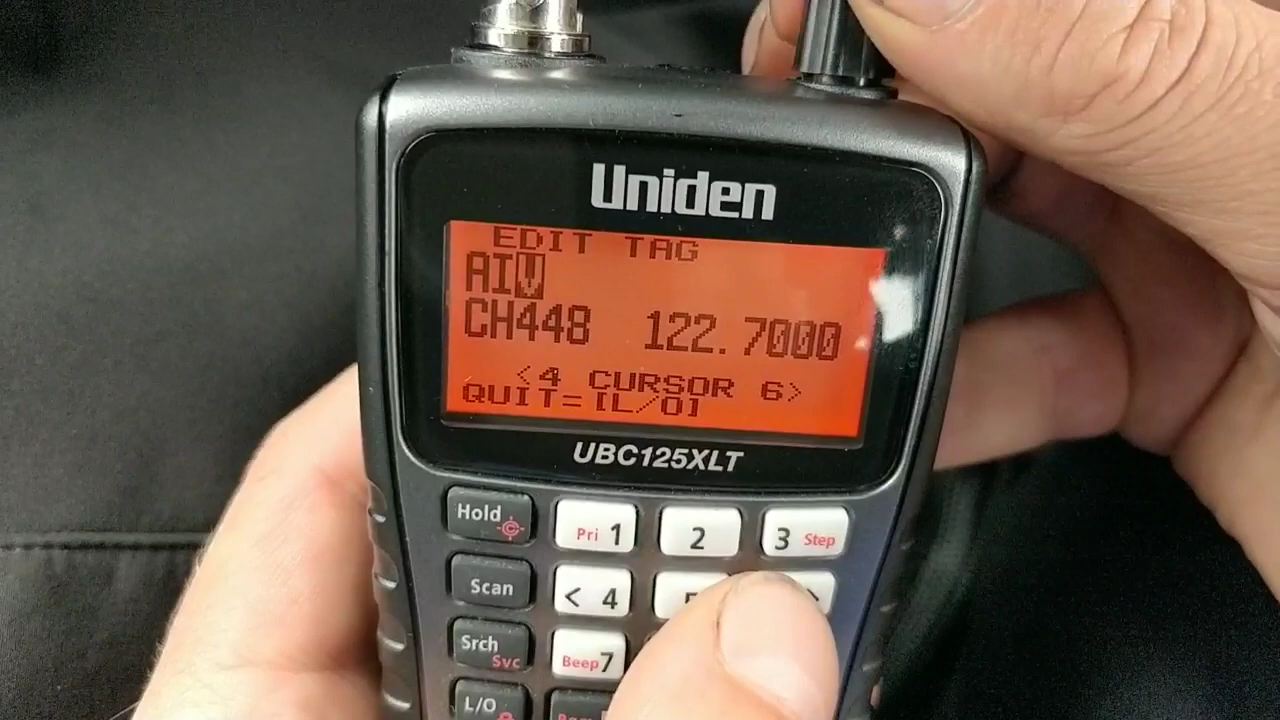 Uniden
EDIT TAG
AIV
CH448 122.7000
<4 CURSOR 6>
QUIT=[L/O]
UBC125XLT
Hold Pri 1 2 3 Step
Scan < 4 >
Srch Svc Beep 7
L/O